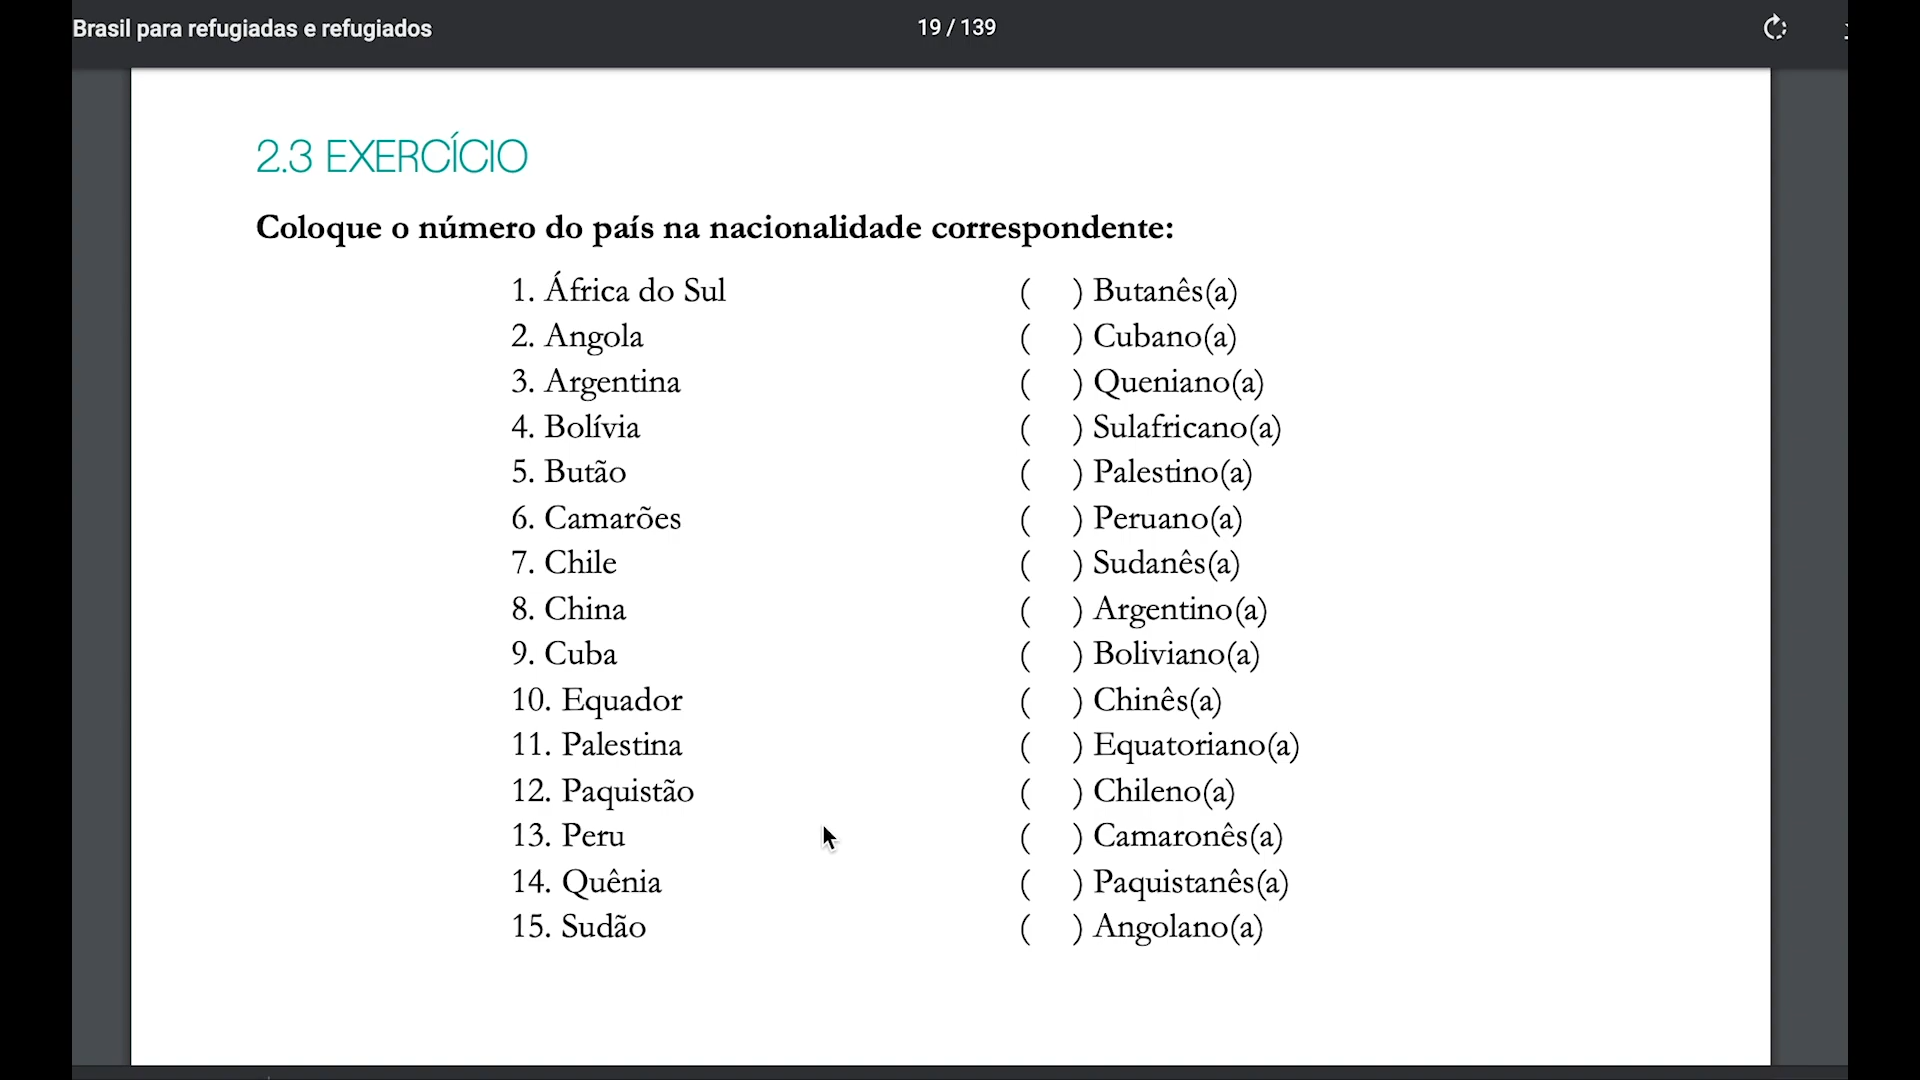 Brasil para refugiadas e refugiados
19 / 139
2.3 EXERCÍCIO
Coloque o número do país na nacionalidade correspondente:
1. África do Sul ( ) Butanês(a)
2. Angola ( ) Cubano(a)
3. Argentina ( ) Queniano(a)
4. Bolívia ( ) Sulafricano(a)
5. Butão ( ) Palestino(a)
6. Camarões ( ) Peruano(a)
7. Chile ( ) Sudanês(a)
8. China ( ) Argentino(a)
9. Cuba ( ) Boliviano(a)
10. Equador ( ) Chinês(a)
11. Palestina ( ) Equatoriano(a)
12. Paquistão ( ) Chileno(a)
13. Peru ( ) Camaronês(a)
14. Quênia ( ) Paquistanês(a)
15. Sudão ( ) Angolano(a)